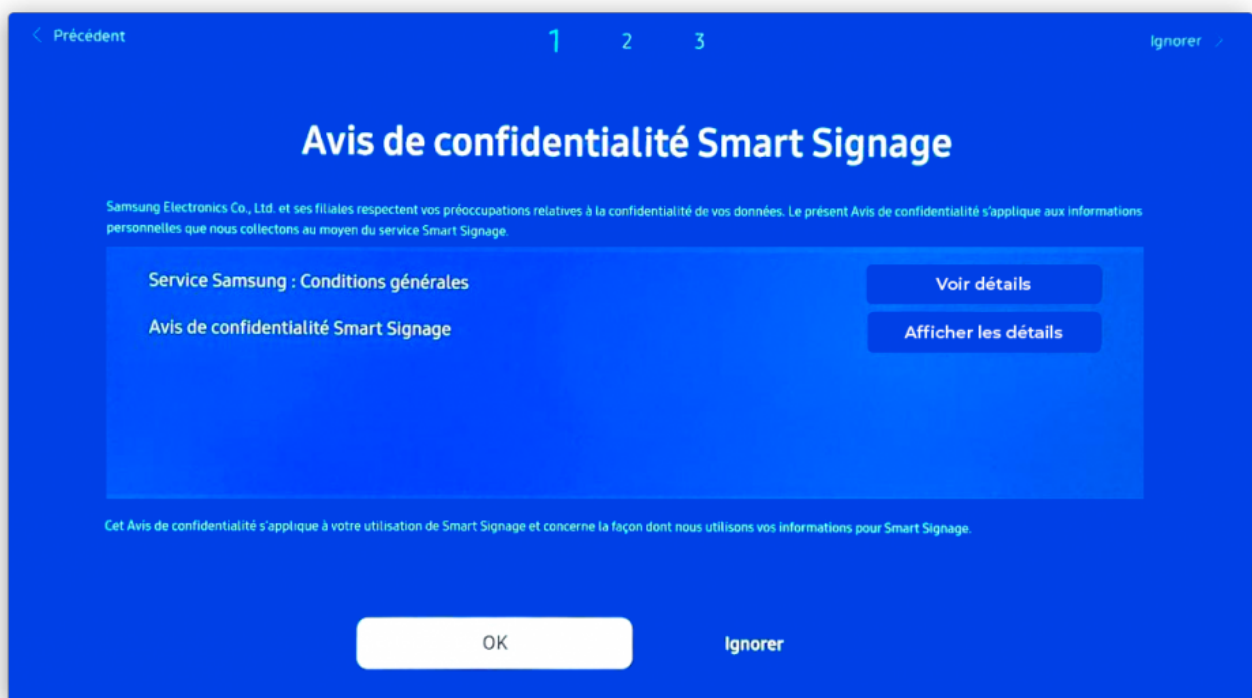 Précédent
1 2 3
Ignorer
Avis de confidentialité Smart Signage
Samsung Electronics Co., Ltd. et ses filiales respectent vos préoccupations relatives à la confidentialité de vos données. Le présent Avis de confidentialité s'applique aux informations
personnelles que nous collectons au moyen du service Smart Signage.
Service Samsung : Conditions générales
Voir détails
Avis de confidentialité Smart Signage
Afficher les détails
Cet Avis de confidentialité s'applique à votre utilisation de Smart Signage et concerne la façon dont nous utilisons vos informations pour Smart Signage.
OK
Ignorer